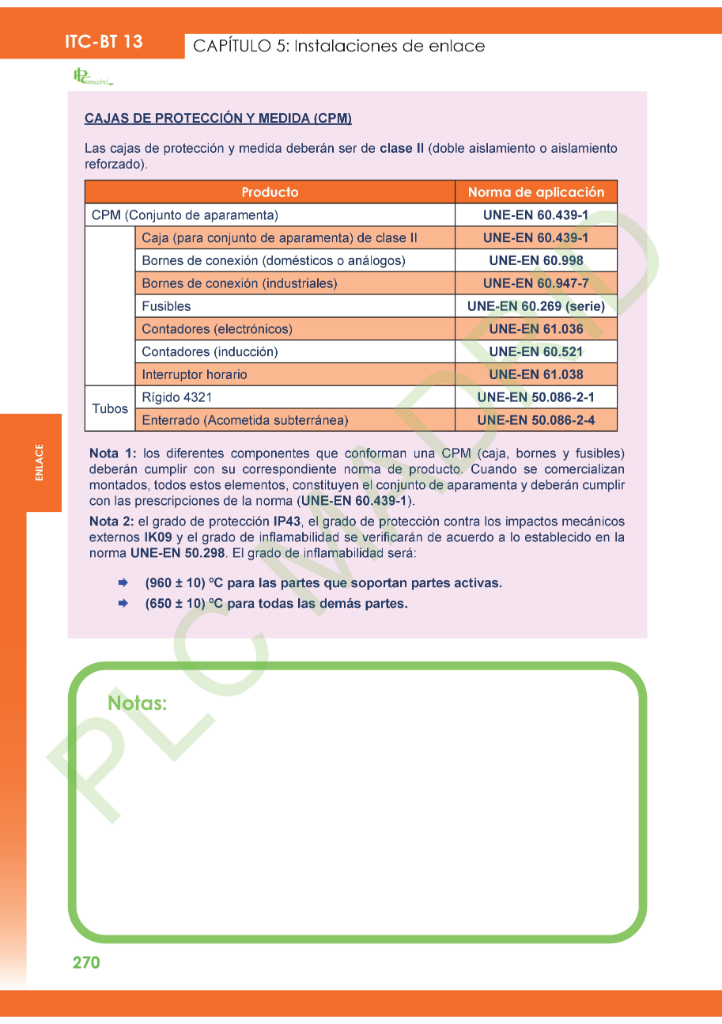 ITC-BT 13
CAPÍTULO 5: Instalaciones de enlace
CAJAS DE PROTECCIÓN Y MEDIDA (CPM)
Las cajas de protección y medida deberán ser de clase II (doble aislamiento o aislamiento
reforzado).
Producto Norma de aplicación
CPM (Conjunto de aparamenta) UNE-EN 60.439-1
Caja (para conjunto de aparamenta) de clase II UNE-EN 60.439-1
Bornes de conexión (domésticos o análogos) UNE-EN 60.998
Bornes de conexión (industriales) UNE-EN 60.947-7
Fusibles UNE-EN 60.269 (serie)
Contadores (electrónicos) UNE-EN 61.036
Contadores (inducción) UNE-EN 60.521
Interruptor horario UNE-EN 61.038
Tubos
Rígido 4321 UNE-EN 50.086-2-1
Enterrado (Acometida subterránea) UNE-EN 50.086-2-4
Nota 1: los diferentes componentes que conforman una CPM (caja, bornes y fusibles)
deberán cumplir con su correspondiente norma de producto. Cuando se comercializan
montados, todos estos elementos, constituyen el conjunto de aparamenta y deberán cumplir
con las prescripciones de la norma (UNE-EN 60.439-1).
Nota 2: el grado de protección IP43, el grado de protección contra los impactos mecánicos
externos IK09 y el grado de inflamabilidad se verificarán de acuerdo a lo establecido en la
norma UNE-EN 50.298. El grado de inflamabilidad será:
(960 ± 10) ºC para las partes que soportan partes activas.
(650 ± 10) ºC para todas las demás partes.
ENLACE
Notas:
PLC MADRID
270